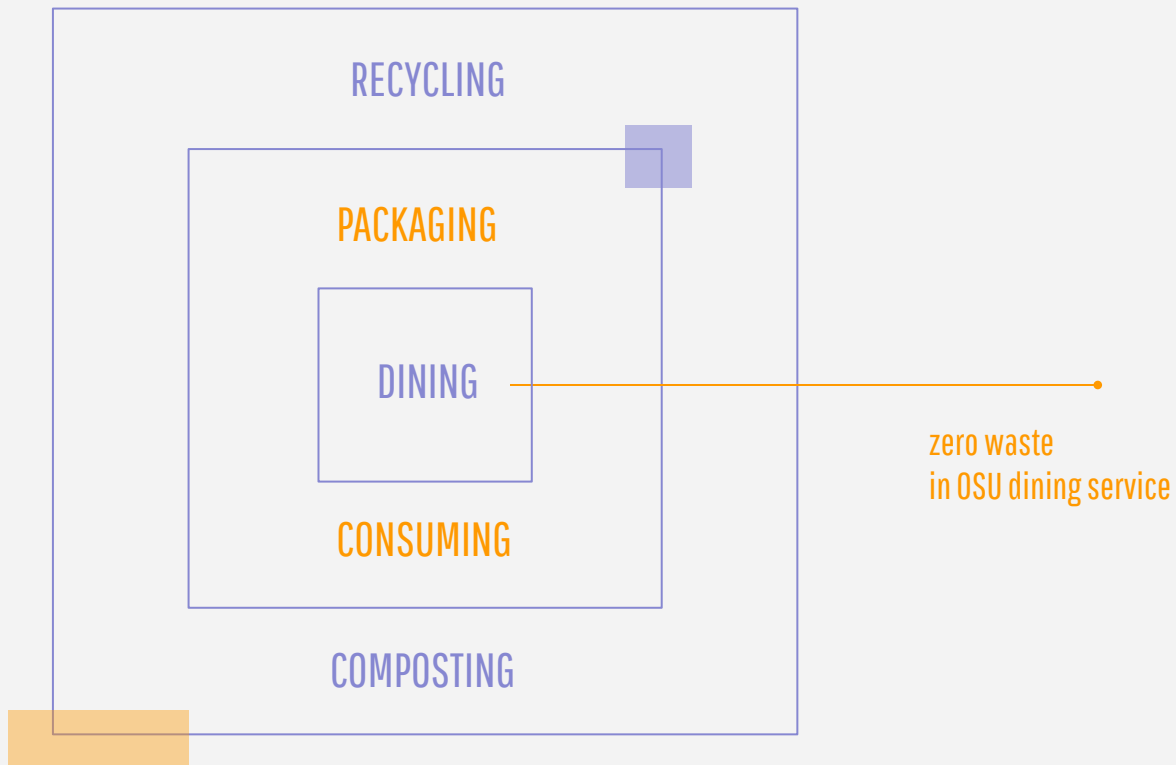 RECYCLING
PACKAGING
DINING
zero waste
in OSU dining service
CONSUMING
COMPOSTING